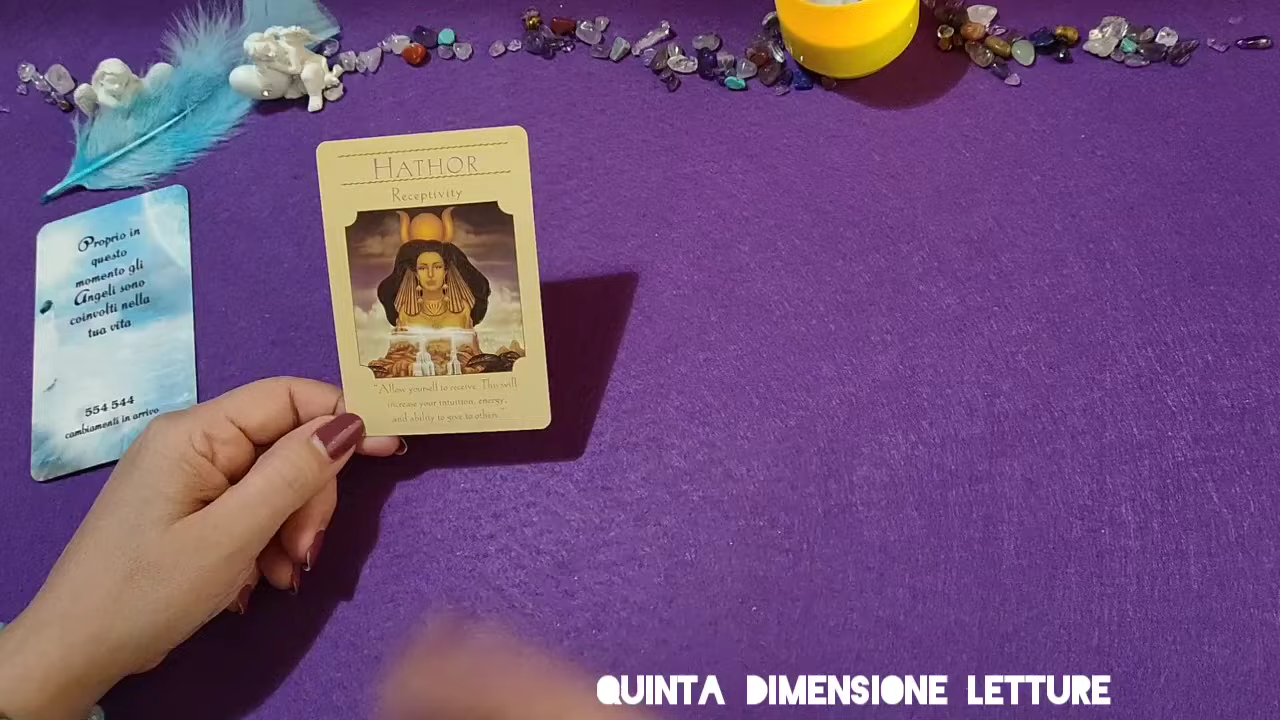 HATHOR
Receptivity
"Allow yourself to receive. This will
increase your intuition, energy,
and ability to give to others."
Proprio in
questo
momento gli
Angeli sono
coinvolti nella
tua vita
554 544
cambiamenti in arrivo
QUINTA DIMENSIONE LETTURE